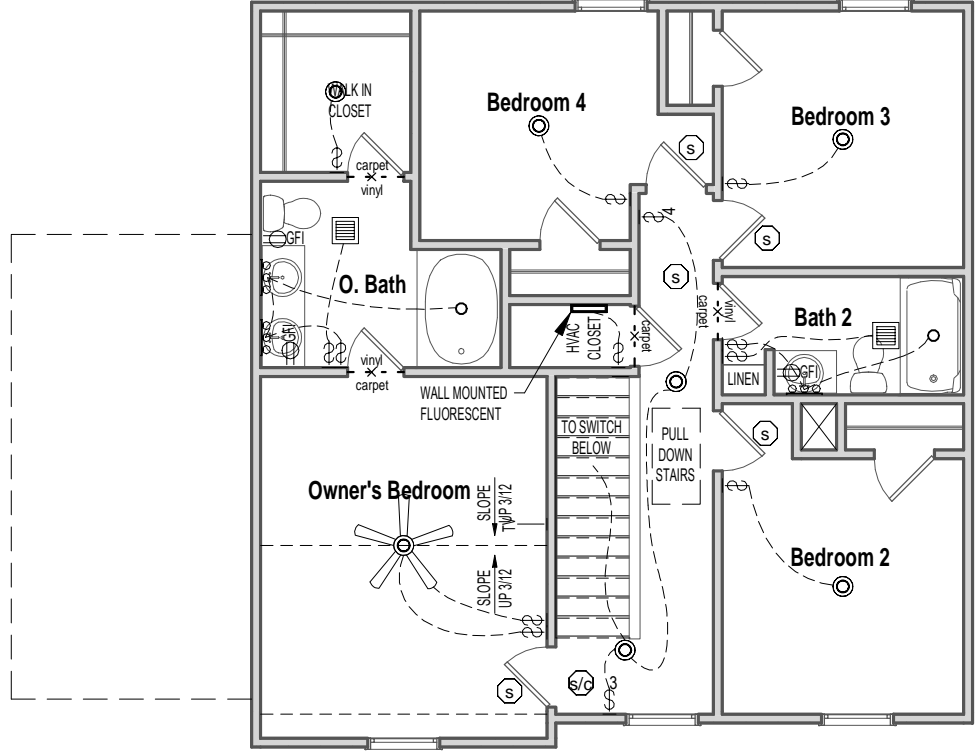 WALK IN
CLOSET
Bedroom 4
Bedroom 3
S
carpet
vinyl
4
GFI
S
S
O. Bath
vinyl
carpet
Bath 2
HVAC
CLOSET
carpet
GFI
vinyl
carpet
GFI
LINEN
WALL MOUNTED
FLUORESCENT
TO SWITCH
BELOW
PULL
DOWN
STAIRS
S
Owner's Bedroom
SLOPE
UP 3/12
TV
SLOPE
UP 3/12
Bedroom 2
S
s/c
3